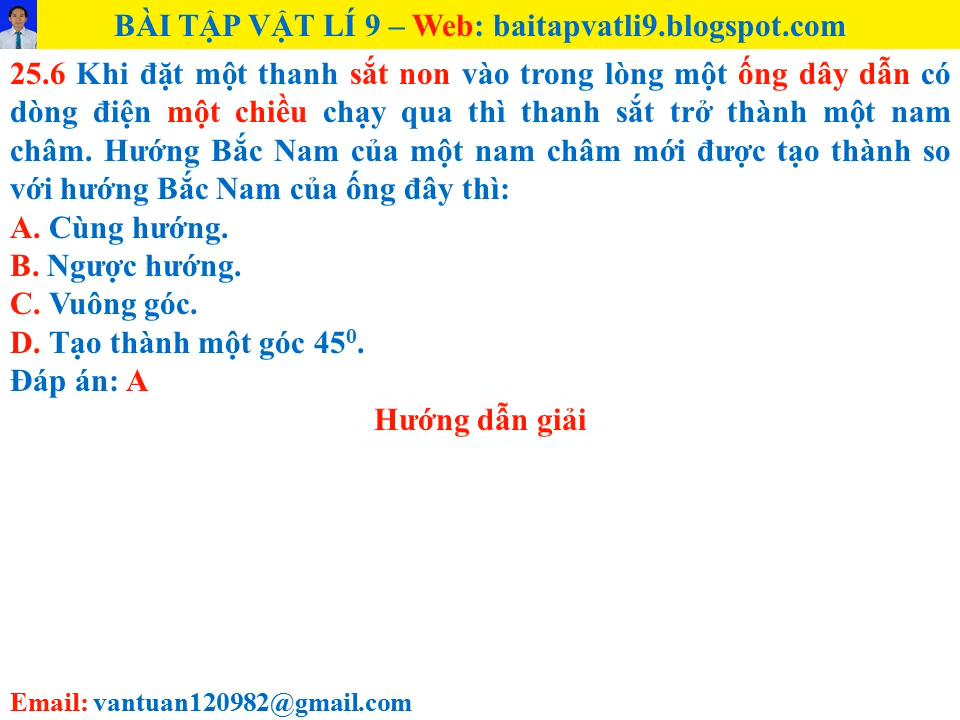 BÀI TẬP VẬT LÍ 9 – Web: baitapvatli9.blogspot.com
25.6 Khi đặt một thanh sắt non vào trong lòng một ống dây dẫn có
dòng điện một chiều chạy qua thì thanh sắt trở thành một nam
châm. Hướng Bắc Nam của một nam châm mới được tạo thành so
với hướng Bắc Nam của ống đây thì:
A. Cùng hướng.
B. Ngược hướng.
C. Vuông góc.
D. Tạo thành một góc 45⁰.
Đáp án: A
Hướng dẫn giải
Email: vantuan120982@gmail.com